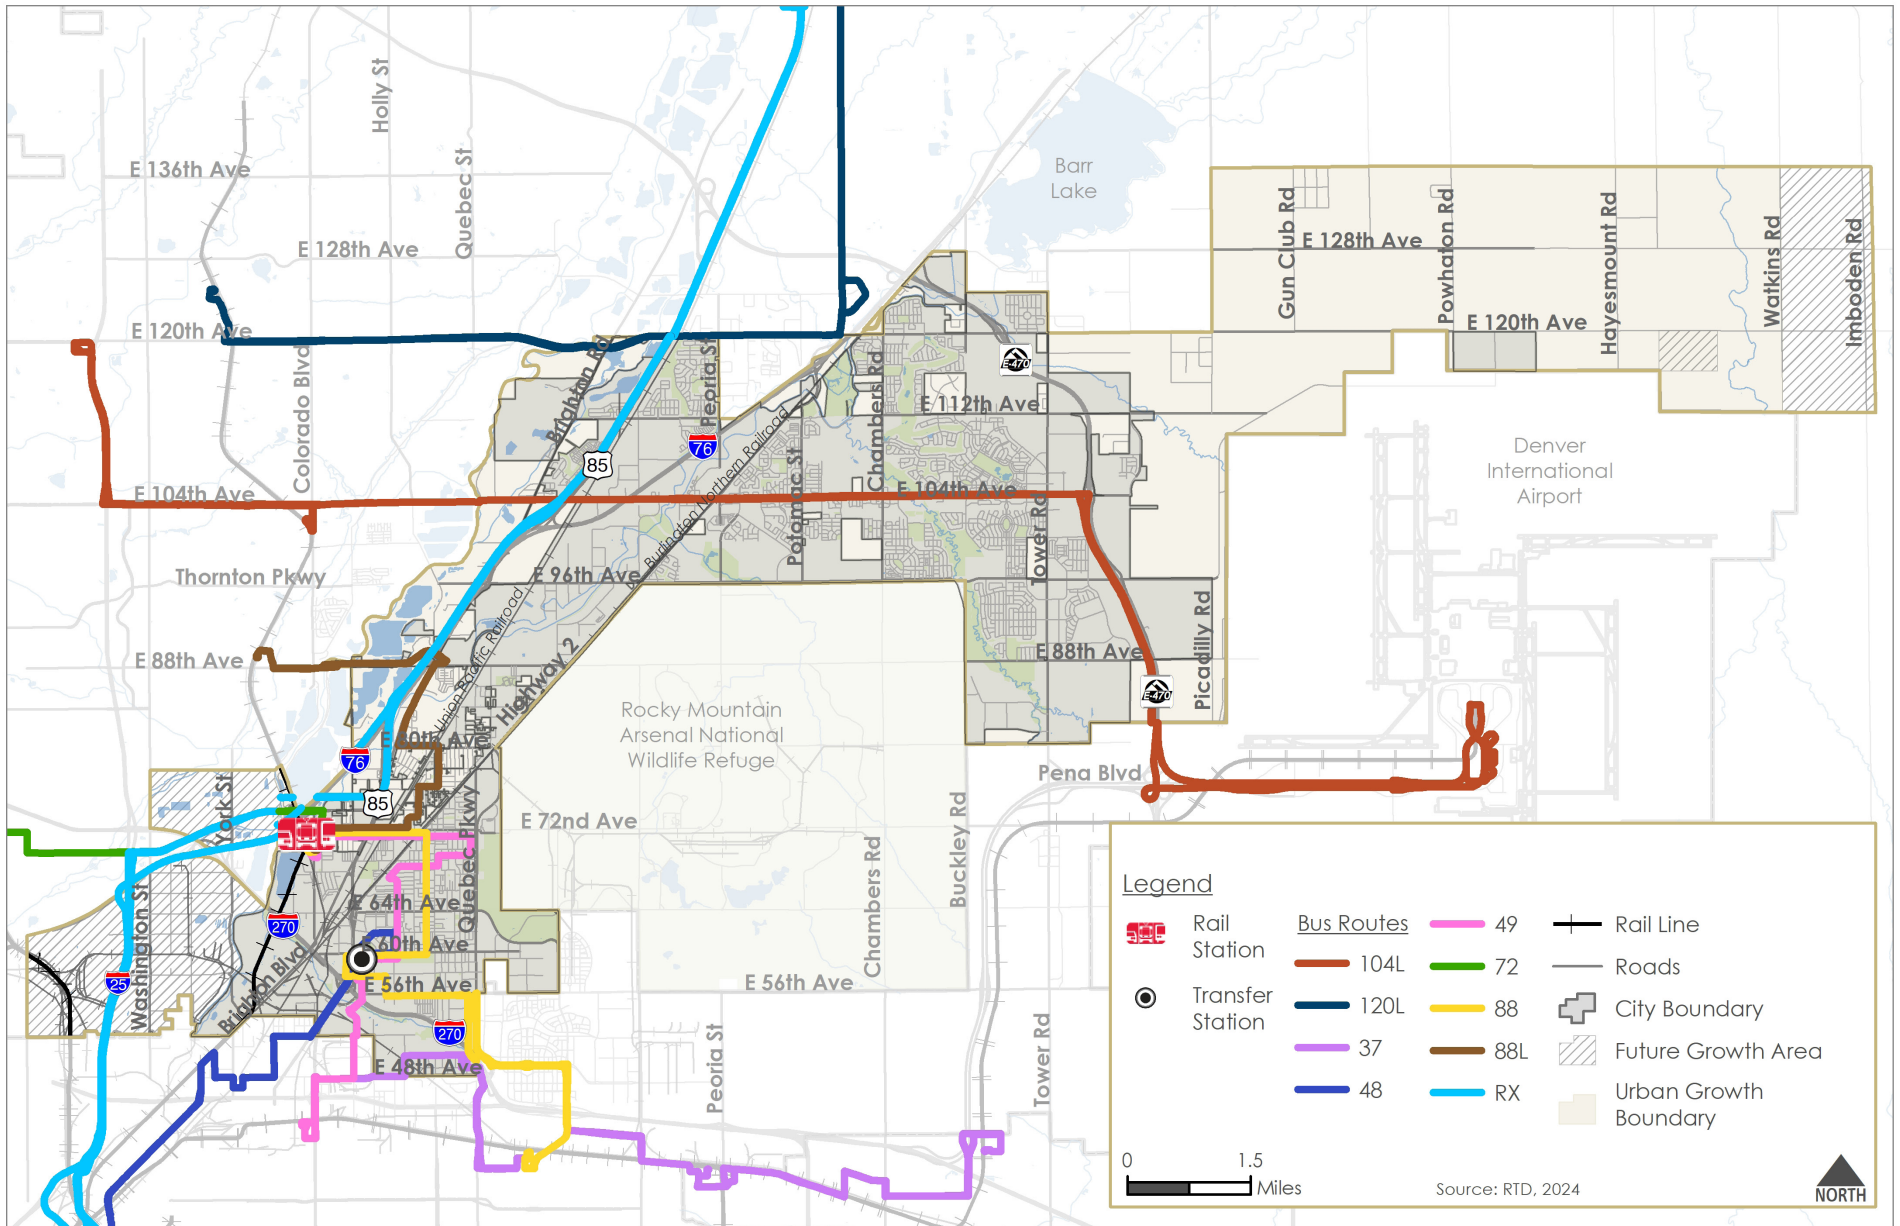 Holly St
Quebec St
E 136th Ave
E 128th Ave
Barr
Lake
Gun Club Rd
E 128th Ave
Powhaton Rd
Hayesmount Rd
Watkins Rd
Imboden Rd
E 120th Ave
E 120th Ave
Colorado Blvd
Brighton Rd
Peoria St
Chambers Rd
E-470
E 112th Ave
85
76
Burlington Northern Railroad
Potomac St
E 104th Ave
E 104th Ave
Tower Rd
Denver
International
Airport
Thornton Pkwy
E 96th Ave
Union Pacific Railroad
Highway 2
E 88th Ave
E 88th Ave
Picadilly Rd
E-470
Rocky Mountain
Arsenal National
Wildlife Refuge
E 80th Ave
76
85
York St
Pena Blvd
Quebec Pkwy
E 72nd Ave
Buckley Rd
Chambers Rd
E 64th Ave
270
E 60th Ave
Washington St
25
Brighton Blvd
E 56th Ave
E 56th Ave
270
E 48th Ave
Peoria St
Tower Rd
Legend
Rail
Station
Transfer
Station
Bus Routes
104L
120L
37
48
49
72
88
88L
RX
Rail Line
Roads
City Boundary
Future Growth Area
Urban Growth
Boundary
0 1.5
Miles
Source: RTD, 2024
NORTH